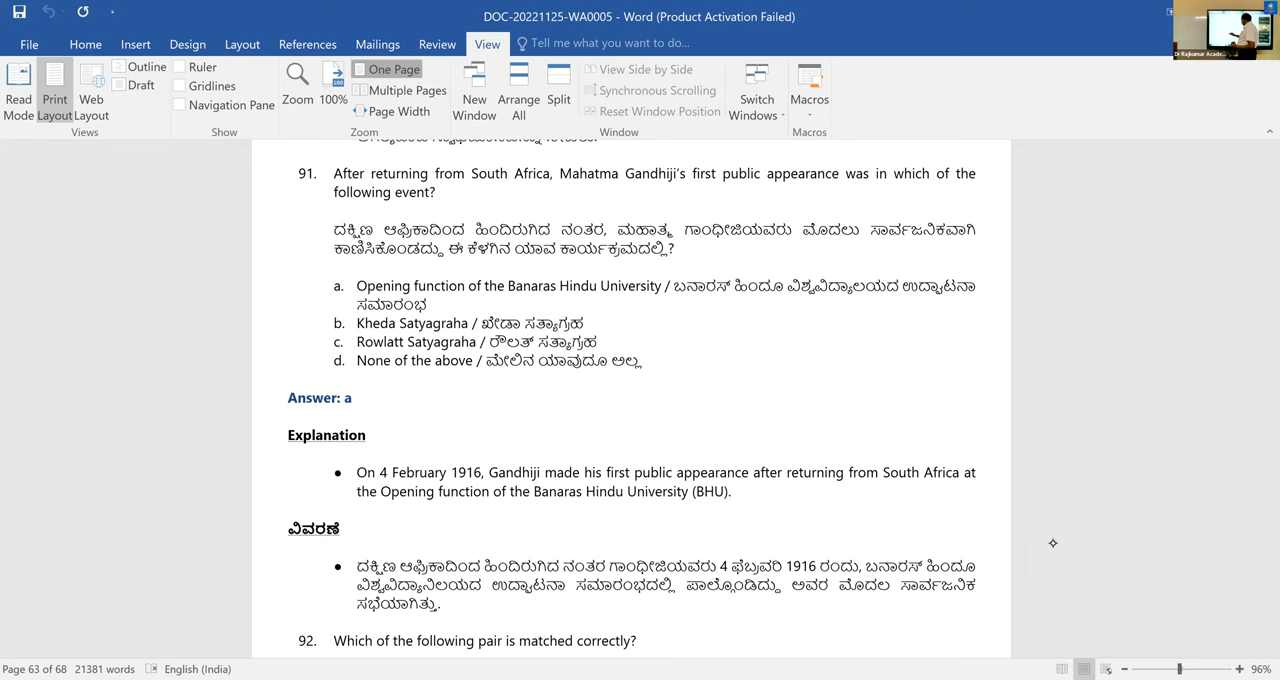 DOC-20221125-WA0005 - Word (Product Activation Failed)
File Home Insert Design Layout References Mailings Review View Tell me what you want to do...
Read Mode
Print Layout
Web Layout
Outline
Draft
Views
Ruler
Gridlines
Navigation Pane
Show
Zoom
100%
One Page
Multiple Pages
Page Width
Zoom
New Window
Arrange All
Split
View Side by Side
Synchronous Scrolling
Reset Window Position
Window
Switch Windows
Macros
Macros
91. After returning from South Africa, Mahatma Gandhiji’s first public appearance was in which of the
following event?
ದಕ್ಷಿಣ ಆಫ್ರಿಕಾದಿಂದ ಹಿಂದಿರುಗಿದ ನಂತರ, ಮಹಾತ್ಮ ಗಾಂಧೀಜಿಯವರು ಮೊದಲು ಸಾರ್ವಜನಿಕವಾಗಿ
ಕಾಣಿಸಿಕೊಂಡದ್ದು ಈ ಕೆಳಗಿನ ಯಾವ ಕಾರ್ಯಕ್ರಮದಲ್ಲಿ?
a. Opening function of the Banaras Hindu University / ಬನಾರಸ್ ಹಿಂದೂ ವಿಶ್ವವಿದ್ಯಾಲಯದ ಉದ್ಘಾಟನಾ
ಸಮಾರಂಭ
b. Kheda Satyagraha / ಖೇಡಾ ಸತ್ಯಾಗ್ರಹ
c. Rowlatt Satyagraha / ರೌಲತ್ ಸತ್ಯಾಗ್ರಹ
d. None of the above / ಮೇಲಿನ ಯಾವುದೂ ಅಲ್ಲ
Answer: a
Explanation
● On 4 February 1916, Gandhiji made his first public appearance after returning from South Africa at
the Opening function of the Banaras Hindu University (BHU).
ವಿವರಣೆ
● ದಕ್ಷಿಣ ಆಫ್ರಿಕಾದಿಂದ ಹಿಂದಿರುಗಿದ ನಂತರ ಗಾಂಧೀಜಿಯವರು 4 ಫೆಬ್ರವರಿ 1916 ರಂದು, ಬನಾರಸ್ ಹಿಂದೂ
ವಿಶ್ವವಿದ್ಯಾನಿಲಯದ ಉದ್ಘಾಟನಾ ಸಮಾರಂಭದಲ್ಲಿ ಪಾಲ್ಗೊಂಡಿದ್ದು ಅವರ ಮೊದಲ ಸಾರ್ವಜನಿಕ
ಸಭೆಯಾಗಿತ್ತು.
92. Which of the following pair is matched correctly?
Page 63 of 68 21381 words English (India) 96%